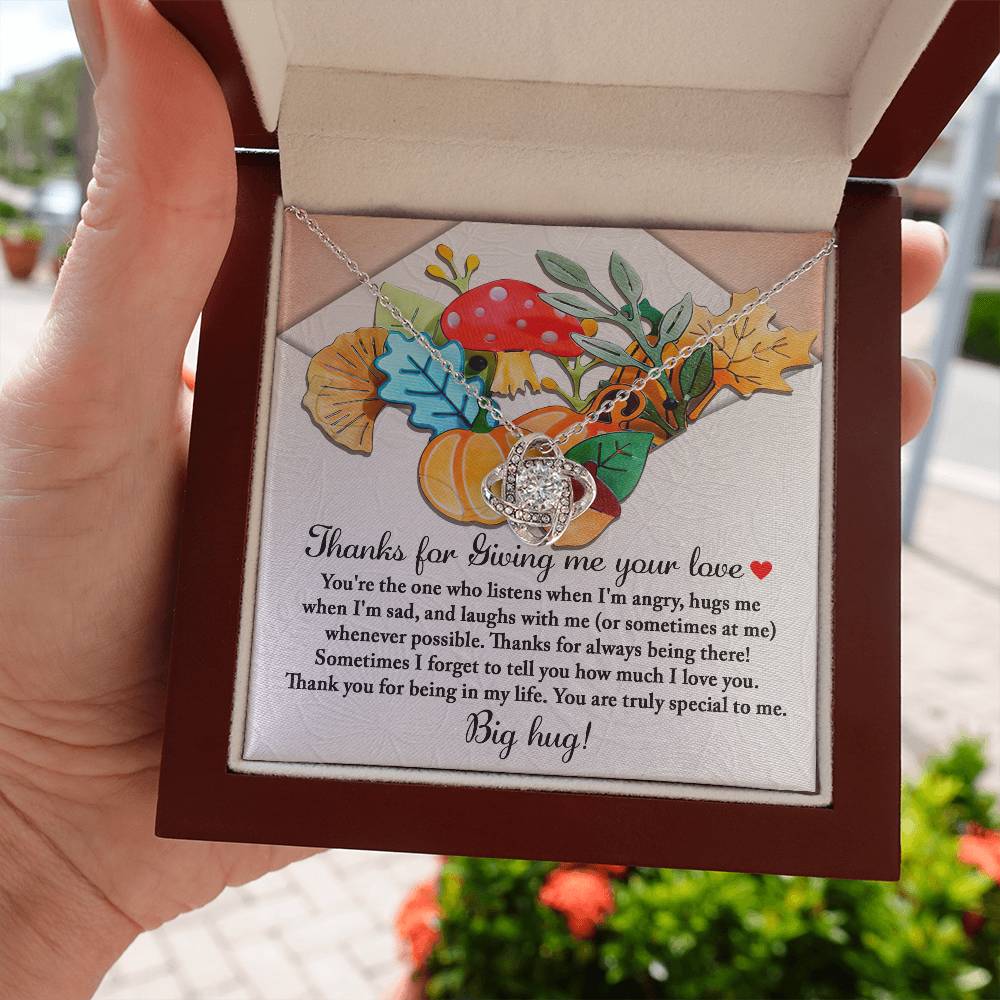 Thanks for Giving me your love ❤
You're the one who listens when I'm angry, hugs me
when I'm sad, and laughs with me (or sometimes at me)
whenever possible. Thanks for always being there!
Sometimes I forget to tell you how much I love you.
Thank you for being in my life. You are truly special to me.
Big hug!